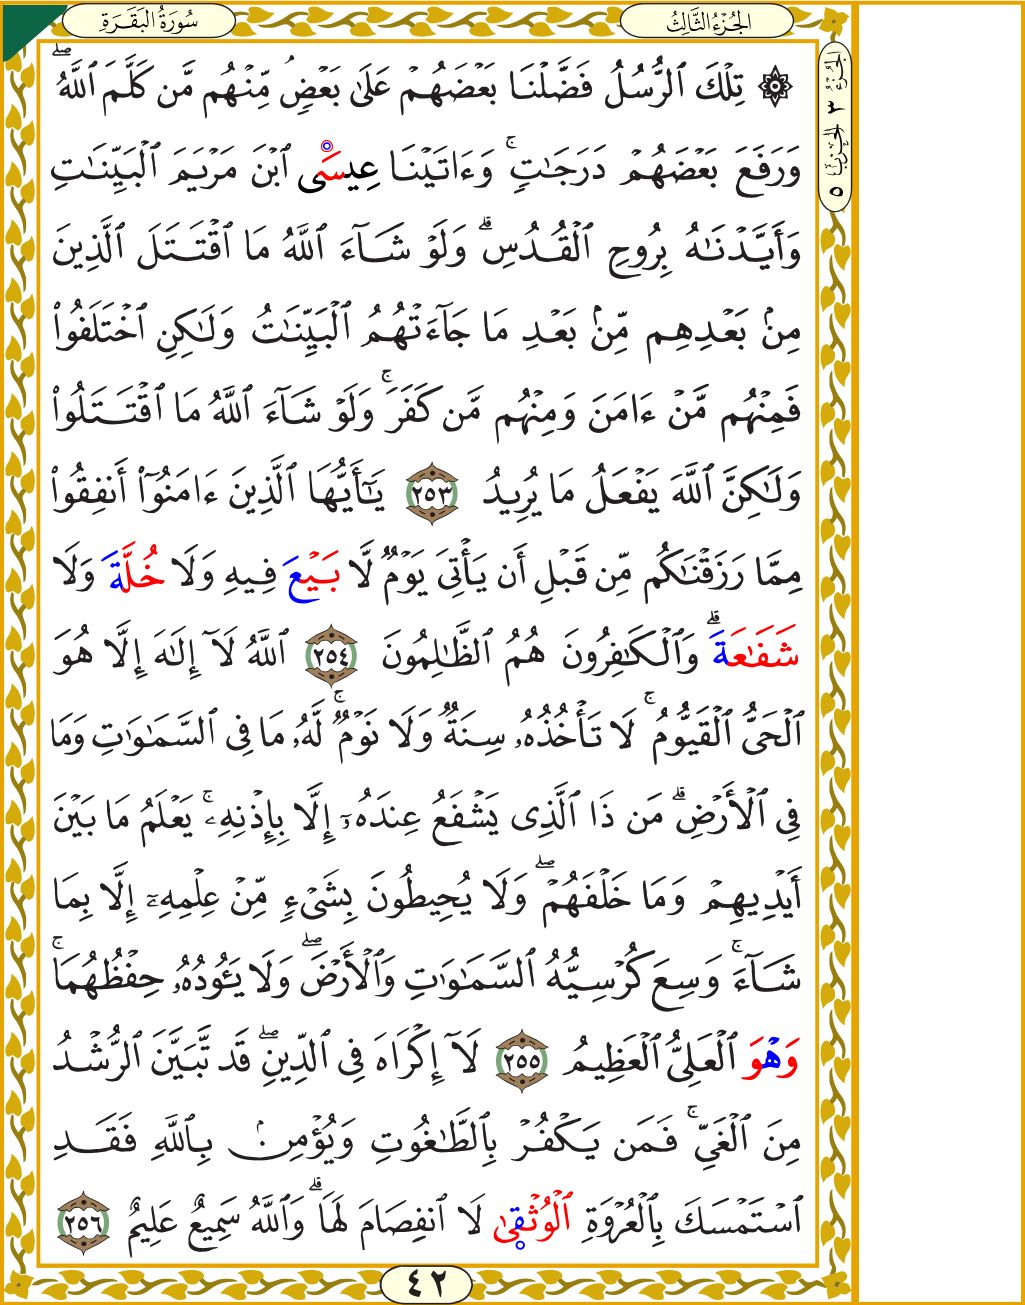 سُورَةُ الْبَقَرَةِ
الجُزْءُ الثَّالِثُ
الجزء ٣ الحزب ٥
۞ تِلْكَ ٱلرُّسُلُ فَضَّلْنَا بَعْضَهُمْ عَلَىٰ بَعْضٍۢ مِّنْهُم مَّن كَلَّمَ ٱللَّهُ ۖ
وَرَفَعَ بَعْضَهُمْ دَرَجَٰتٍ ۚ وَءَاتَيْنَا عِيسَى ٱبْنَ مَرْيَمَ ٱلْبَيِّنَٰتِ
وَأَيَّدْنَٰهُ بِرُوحِ ٱلْقُدُسِ ۗ وَلَوْ شَآءَ ٱللَّهُ مَا ٱقْتَتَلَ ٱلَّذِينَ
مِنۢ بَعْدِهِم مِّنۢ بَعْدِ مَا جَآءَتْهُمُ ٱلْبَيِّنَٰتُ وَلَٰكِنِ ٱخْتَلَفُوا۟
فَمِنْهُم مَّنْ ءَامَنَ وَمِنْهُم مَّن كَفَرَ ۚ وَلَوْ شَآءَ ٱللَّهُ مَا ٱقْتَتَلُوا۟
وَلَٰكِنَّ ٱللَّهَ يَفْعَلُ مَا يُرِيدُ ٢٥٣ يَٰٓأَيُّهَا ٱلَّذِينَ ءَامَنُوٓا۟ أَنفِقُوا۟
مِمَّا رَزَقْنَٰكُم مِّن قَبْلِ أَن يَأْتِىَ يَوْمٌ لَّا بَيْعَ فِيهِ وَلَا خُلَّةَ وَلَا
شَفَٰعَةَ ۗ وَٱلْكَٰفِرُونَ هُمُ ٱلظَّٰلِمُونَ ٢٥٤ ٱللَّهُ لَآ إِلَٰهَ إِلَّا هُوَ
ٱلْحَىُّ ٱلْقَيُّومُ ۚ لَا تَأْخُذُهُۥ سِنَةٌ وَلَا نَوْمٌ ۚ لَّهُۥ مَا فِى ٱلسَّمَٰوَٰتِ وَمَا
فِى ٱلْأَرْضِ ۗ مَن ذَا ٱلَّذِى يَشْفَعُ عِندَهُۥٓ إِلَّا بِإِذْنِهِۦ ۚ يَعْلَمُ مَا بَيْنَ
أَيْدِيهِمْ وَمَا خَلْفَهُمْ ۖ وَلَا يُحِيطُونَ بِشَىْءٍ مِّنْ عِلْمِهِۦٓ إِلَّا بِمَا
شَآءَ ۚ وَسِعَ كُرْسِيُّهُ ٱلسَّمَٰوَٰتِ وَٱلْأَرْضَ ۖ وَلَا يَـُٔودُهُۥ حِفْظُهُمَا ۚ
وَهْوَ ٱلْعَلِىُّ ٱلْعَظِيمُ ٢٥٥ لَآ إِكْرَاهَ فِى ٱلدِّينِ ۖ قَد تَّبَيَّنَ ٱلرُّشْدُ
مِنَ ٱلْغَىِّ ۚ فَمَن يَكْفُرْ بِٱلطَّٰغُوتِ وَيُؤْمِنۢ بِٱللَّهِ فَقَدِ
ٱسْتَمْسَكَ بِٱلْعُرْوَةِ ٱلْوُثْقَىٰ لَا ٱنفِصَامَ لَهَا ۗ وَٱللَّهُ سَمِيعٌ عَلِيمٌ ٢٥٦
٤٢